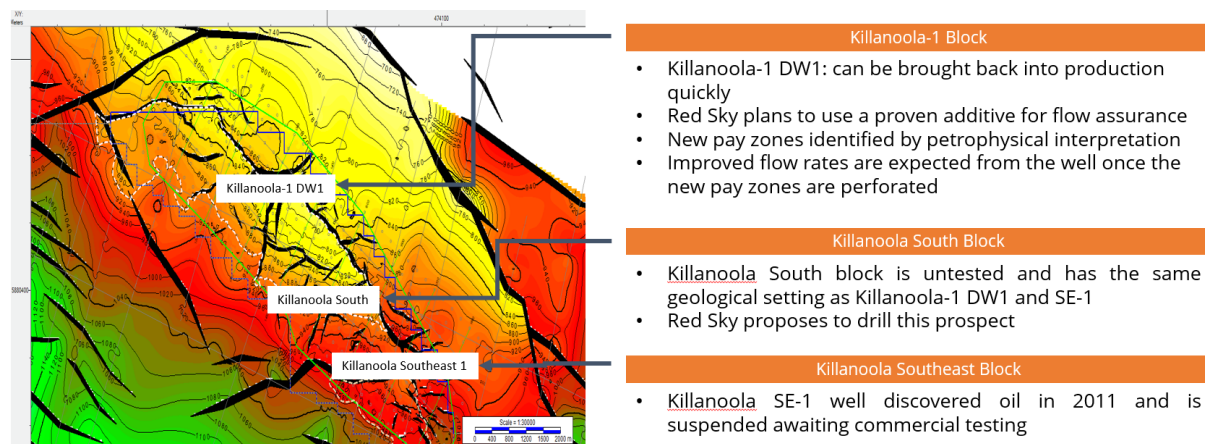 X/Y:
Meters
474100
5880400
Killanoola-1 DW1
Killanoola South
Killanoola Southeast 1
Scale = 1:30000
0 400 800 1200 1600 2000 m
Killanoola-1 Block
• Killanoola-1 DW1: can be brought back into production
quickly
• Red Sky plans to use a proven additive for flow assurance
• New pay zones identified by petrophysical interpretation
• Improved flow rates are expected from the well once the
new pay zones are perforated
Killanoola South Block
• Killanoola South block is untested and has the same
geological setting as Killanoola-1 DW1 and SE-1
• Red Sky proposes to drill this prospect
Killanoola Southeast Block
• Killanoola SE-1 well discovered oil in 2011 and is
suspended awaiting commercial testing